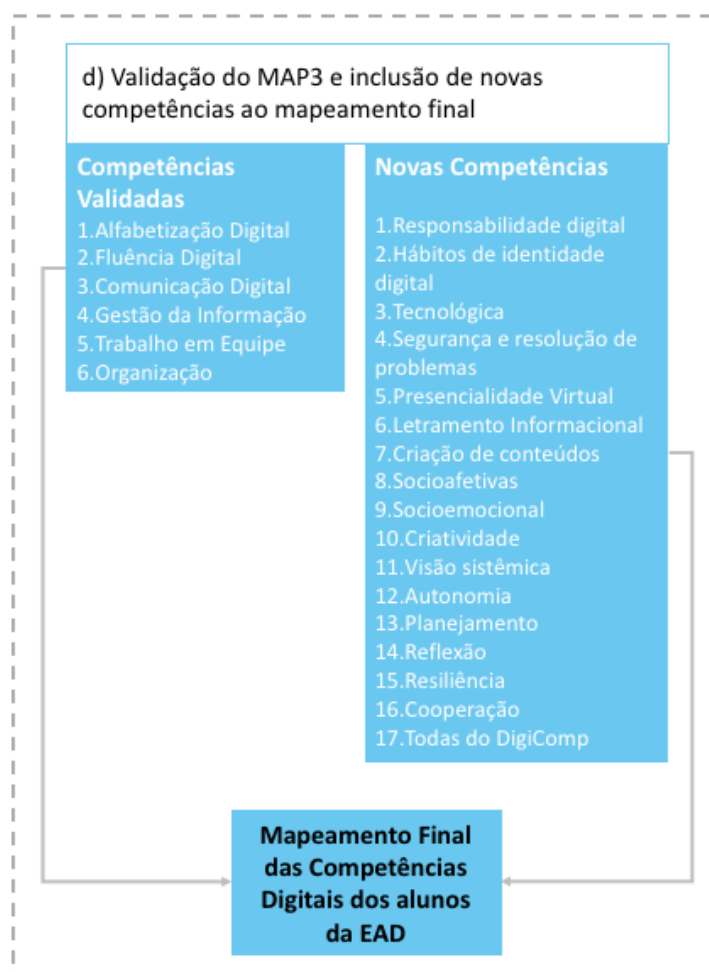 d) Validação do MAP3 e inclusão de novas
competências ao mapeamento final
Competências
Validadas
1.Alfabetização Digital
2.Fluência Digital
3.Comunicação Digital
4.Gestão da Informação
5.Trabalho em Equipe
6.Organização
Novas Competências
1.Responsabilidade digital
2.Hábitos de identidade
digital
3.Tecnológica
4.Segurança e resolução de
problemas
5.Presencialidade Virtual
6.Letramento Informacional
7.Criação de conteúdos
8.Socioafetivas
9.Socioemocional
10.Criatividade
11.Visão sistêmica
12.Autonomia
13.Planejamento
14.Reflexão
15.Resiliência
16.Cooperação
17.Todas do DigiComp
Mapeamento Final
das Competências
Digitais dos alunos
da EAD